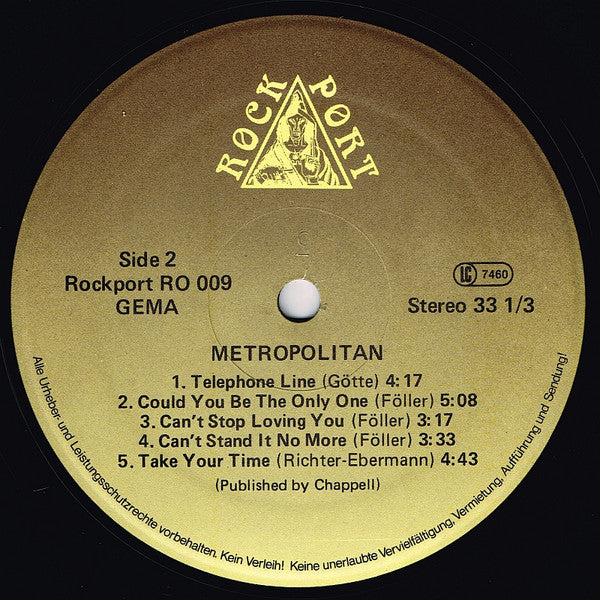 ROCK PORT
Side 2
Rockport RO 009
GEMA
LC 7460
Stereo 33 1/3
METROPOLITAN
1. Telephone Line (Götte) 4:17
2. Could You Be The Only One (Föller) 5:08
3. Can't Stop Loving You (Föller) 3:17
4. Can't Stand It No More (Föller) 3:33
5. Take Your Time (Richter-Ebermann) 4:43
(Published by Chappell)
Alle Urheber- und Leistungsschutzrechte vorbehalten. Kein Verleih! Keine unerlaubte Vervielfältigung, Vermietung, Aufführung und Sendung!